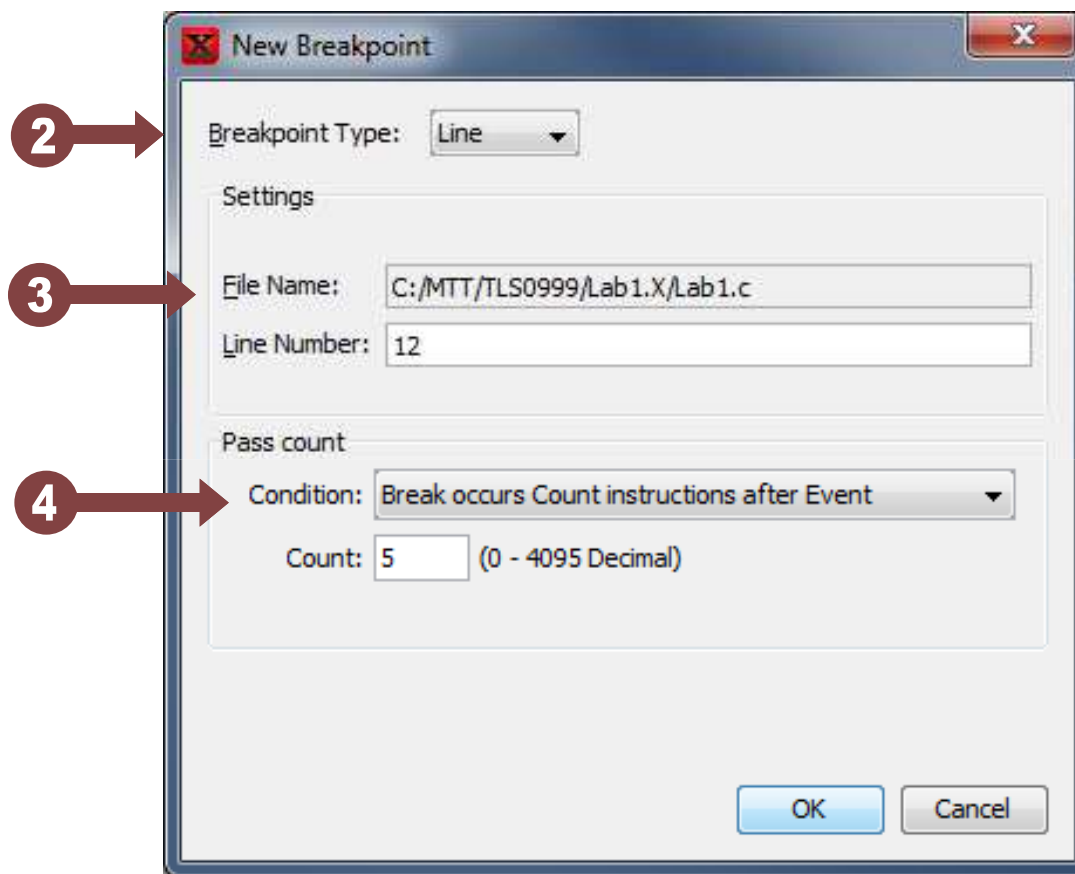 New Breakpoint
2
Breakpoint Type: Line
Settings
3
File Name: C:/MTT/TLS0999/Lab1.X/Lab1.c
Line Number: 12
Pass count
4
Condition: Break occurs Count instructions after Event
Count: 5 (0 - 4095 Decimal)
OK Cancel